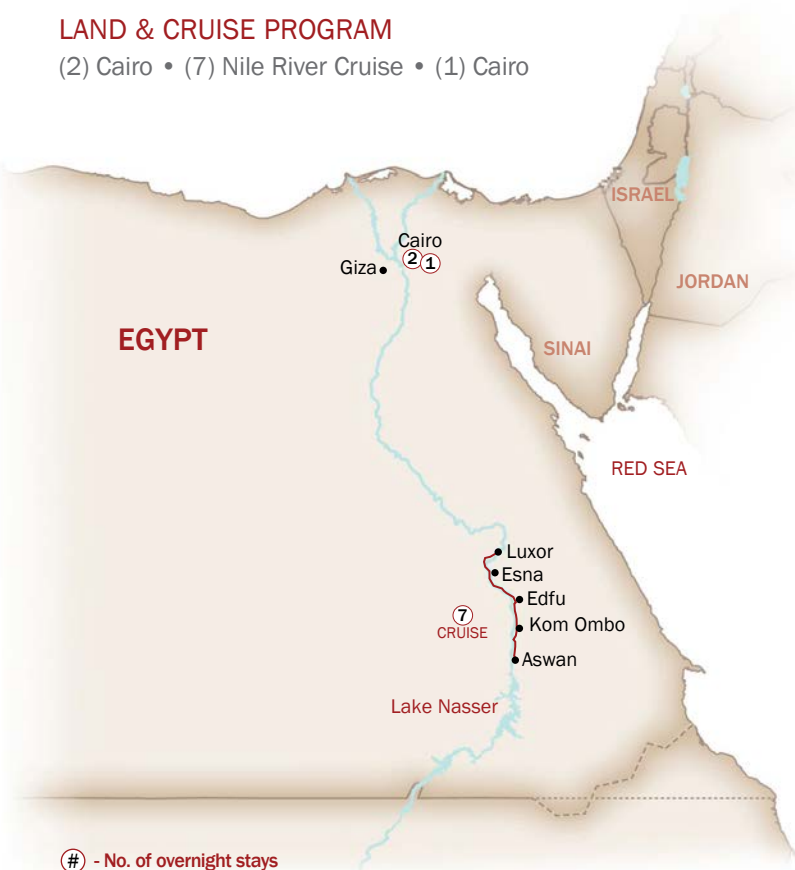 LAND & CRUISE PROGRAM
(2) Cairo • (7) Nile River Cruise • (1) Cairo
ISRAEL
Cairo
2 1
Giza
JORDAN
EGYPT
SINAI
RED SEA
Luxor
Esna
Edfu
7
Kom Ombo
CRUISE
Aswan
Lake Nasser
# - No. of overnight stays